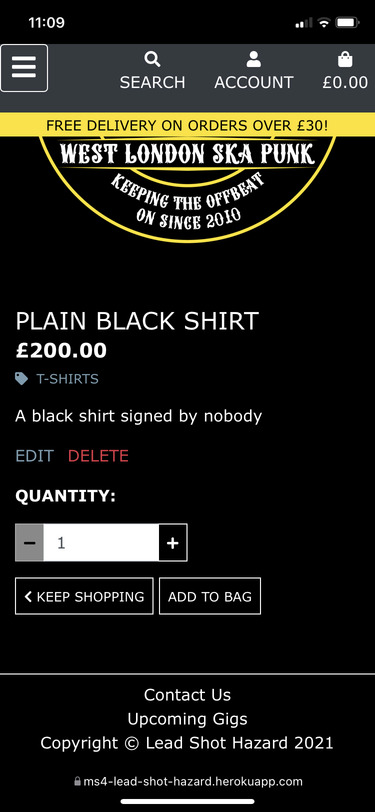 11:09
SEARCH ACCOUNT £0.00
FREE DELIVERY ON ORDERS OVER £30!
WEST LONDON SKA PUNK
KEEPING THE OFFBEAT
ON SINCE 2010
PLAIN BLACK SHIRT
£200.00
T-SHIRTS
A black shirt signed by nobody
EDIT DELETE
QUANTITY:
− 1 +
KEEP SHOPPING ADD TO BAG
Contact Us
Upcoming Gigs
Copyright © Lead Shot Hazard 2021
ms4-lead-shot-hazard.herokuapp.com